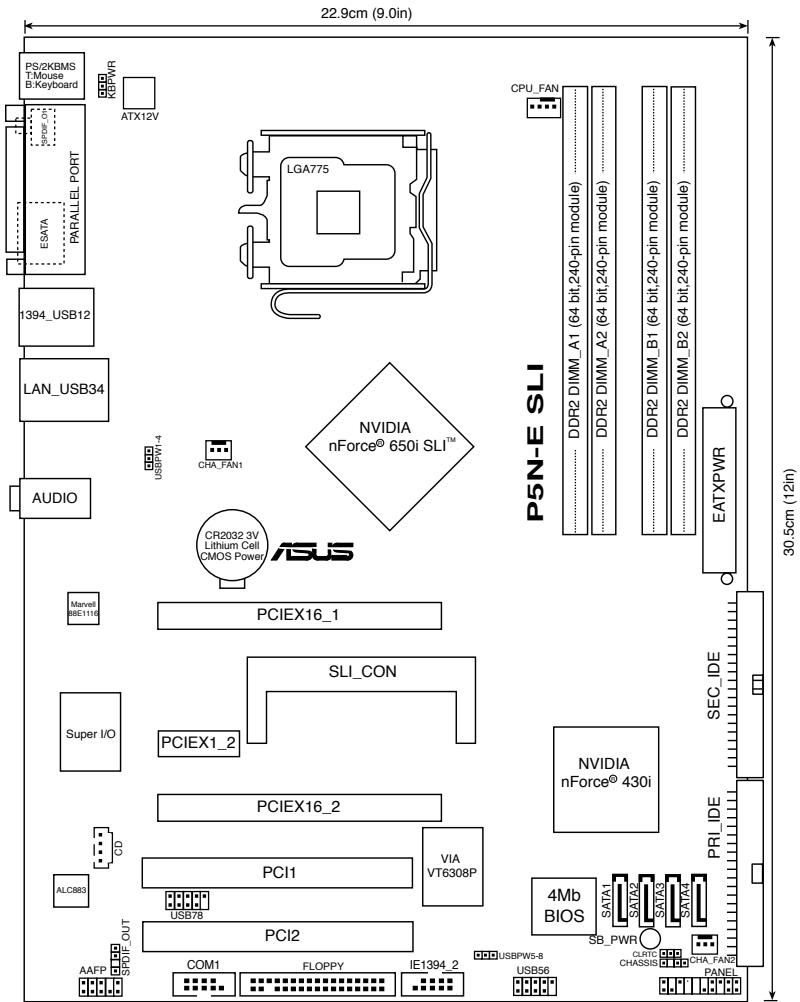 22.9cm (9.0in)
PS/2KBMS
T:Mouse
B:Keyboard
KBPWR
ATX12V
CPU_FAN
SPDIF_O1
PARALLEL PORT
ESATA
LGA775
DDR2 DIMM_A1 (64 bit,240-pin module)
DDR2 DIMM_A2 (64 bit,240-pin module)
DDR2 DIMM_B1 (64 bit,240-pin module)
DDR2 DIMM_B2 (64 bit,240-pin module)
1394_USB12
LAN_USB34
P5N-E SLI
NVIDIA
nForce® 650i SLI™
USBPW1-4
CHA_FAN1
EATXPWR
30.5cm (12in)
AUDIO
CR2032 3V
Lithium Cell
CMOS Power
ASUS
Marvell
88E1116
PCIEX16_1
SLI_CON
SEC_IDE
Super I/O
PCIEX1_2
NVIDIA
nForce® 430i
PCIEX16_2
PRI_IDE
CD
VIA
VT6308P
PCI1
ALC883
USB78
4Mb
BIOS
SATA1
SATA2
SATA3
SATA4
SPDIF_OUT
PCI2
SB_PWR
CLRTC
CHASSIS
CHA_FAN2
USBPW5-8
AAFP
COM1
FLOPPY
IE1394_2
USB56
PANEL